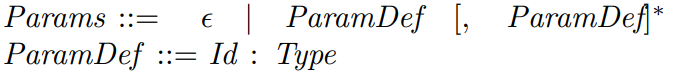 Params ::= ϵ | ParamDef [, ParamDef]*
ParamDef ::= Id : Type